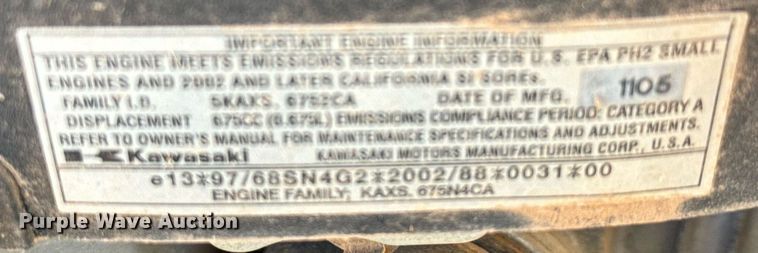 IMPORTANT ENGINE INFORMATION
THIS ENGINE MEETS EMISSIONS REGULATIONS FOR U.S. EPA PH2 SMALL
ENGINES AND 2002 AND LATER CALIFORNIA SI SORES.
FAMILY I.D. 5KAXS. 6752CA DATE OF MFG. 1105
DISPLACEMENT 675CC (0.675L) EMISSIONS COMPLIANCE PERIOD: CATEGORY A
REFER TO OWNER'S MANUAL FOR MAINTENANCE SPECIFICATIONS AND ADJUSTMENTS.
Kawasaki KAWASAKI MOTORS MANUFACTURING CORP., U.S.A.
e13*97/68SN4G2*2002/88*0031*00
ENGINE FAMILY; KAXS. 675N4CA
Purple Wave Auction